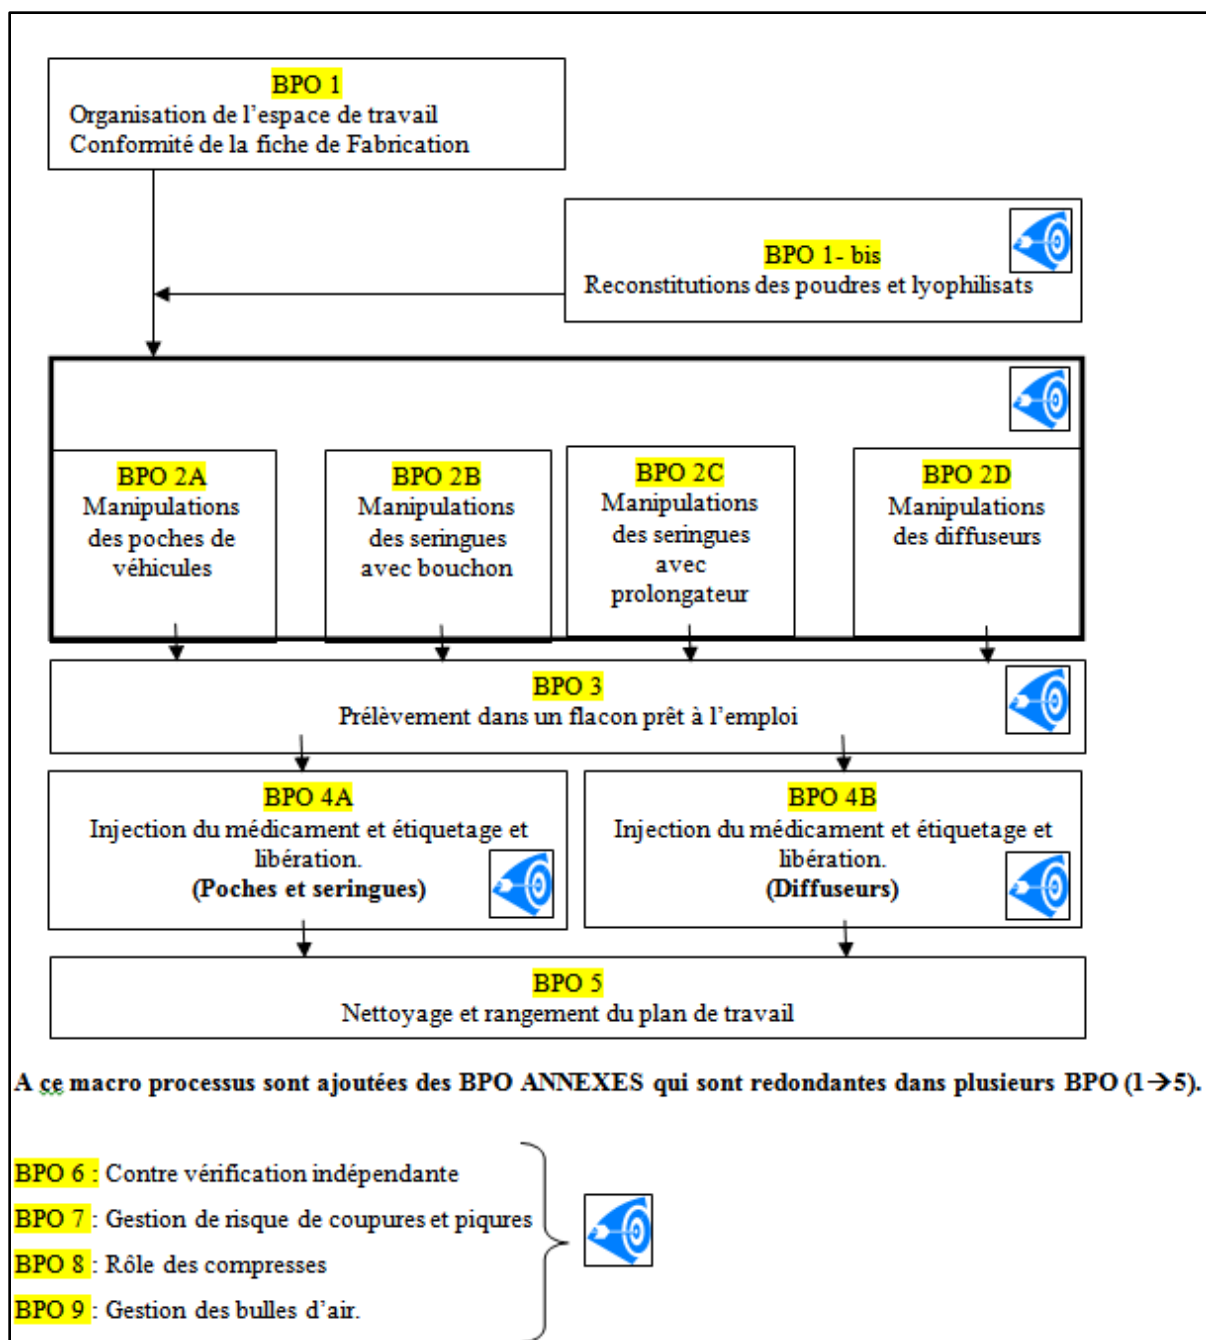 BPO 1
Organisation de l'espace de travail
Conformité de la fiche de Fabrication
BPO 1- bis
Reconstitutions des poudres et lyophilisats
BPO 2A
Manipulations
des poches de
véhicules
BPO 2B
Manipulations
des seringues
avec bouchon
BPO 2C
Manipulations
des seringues
avec
prolongateur
BPO 2D
Manipulations
des diffuseurs
BPO 3
Prélèvement dans un flacon prêt à l'emploi
BPO 4A
Injection du médicament et étiquetage et
libération.
(Poches et seringues)
BPO 4B
Injection du médicament et étiquetage et
libération.
(Diffuseurs)
BPO 5
Nettoyage et rangement du plan de travail
A ce macro processus sont ajoutées des BPO ANNEXES qui sont redondantes dans plusieurs BPO (1→5).
BPO 6 : Contre vérification indépendante
BPO 7 : Gestion de risque de coupures et piqures
BPO 8 : Rôle des compresses
BPO 9 : Gestion des bulles d'air.